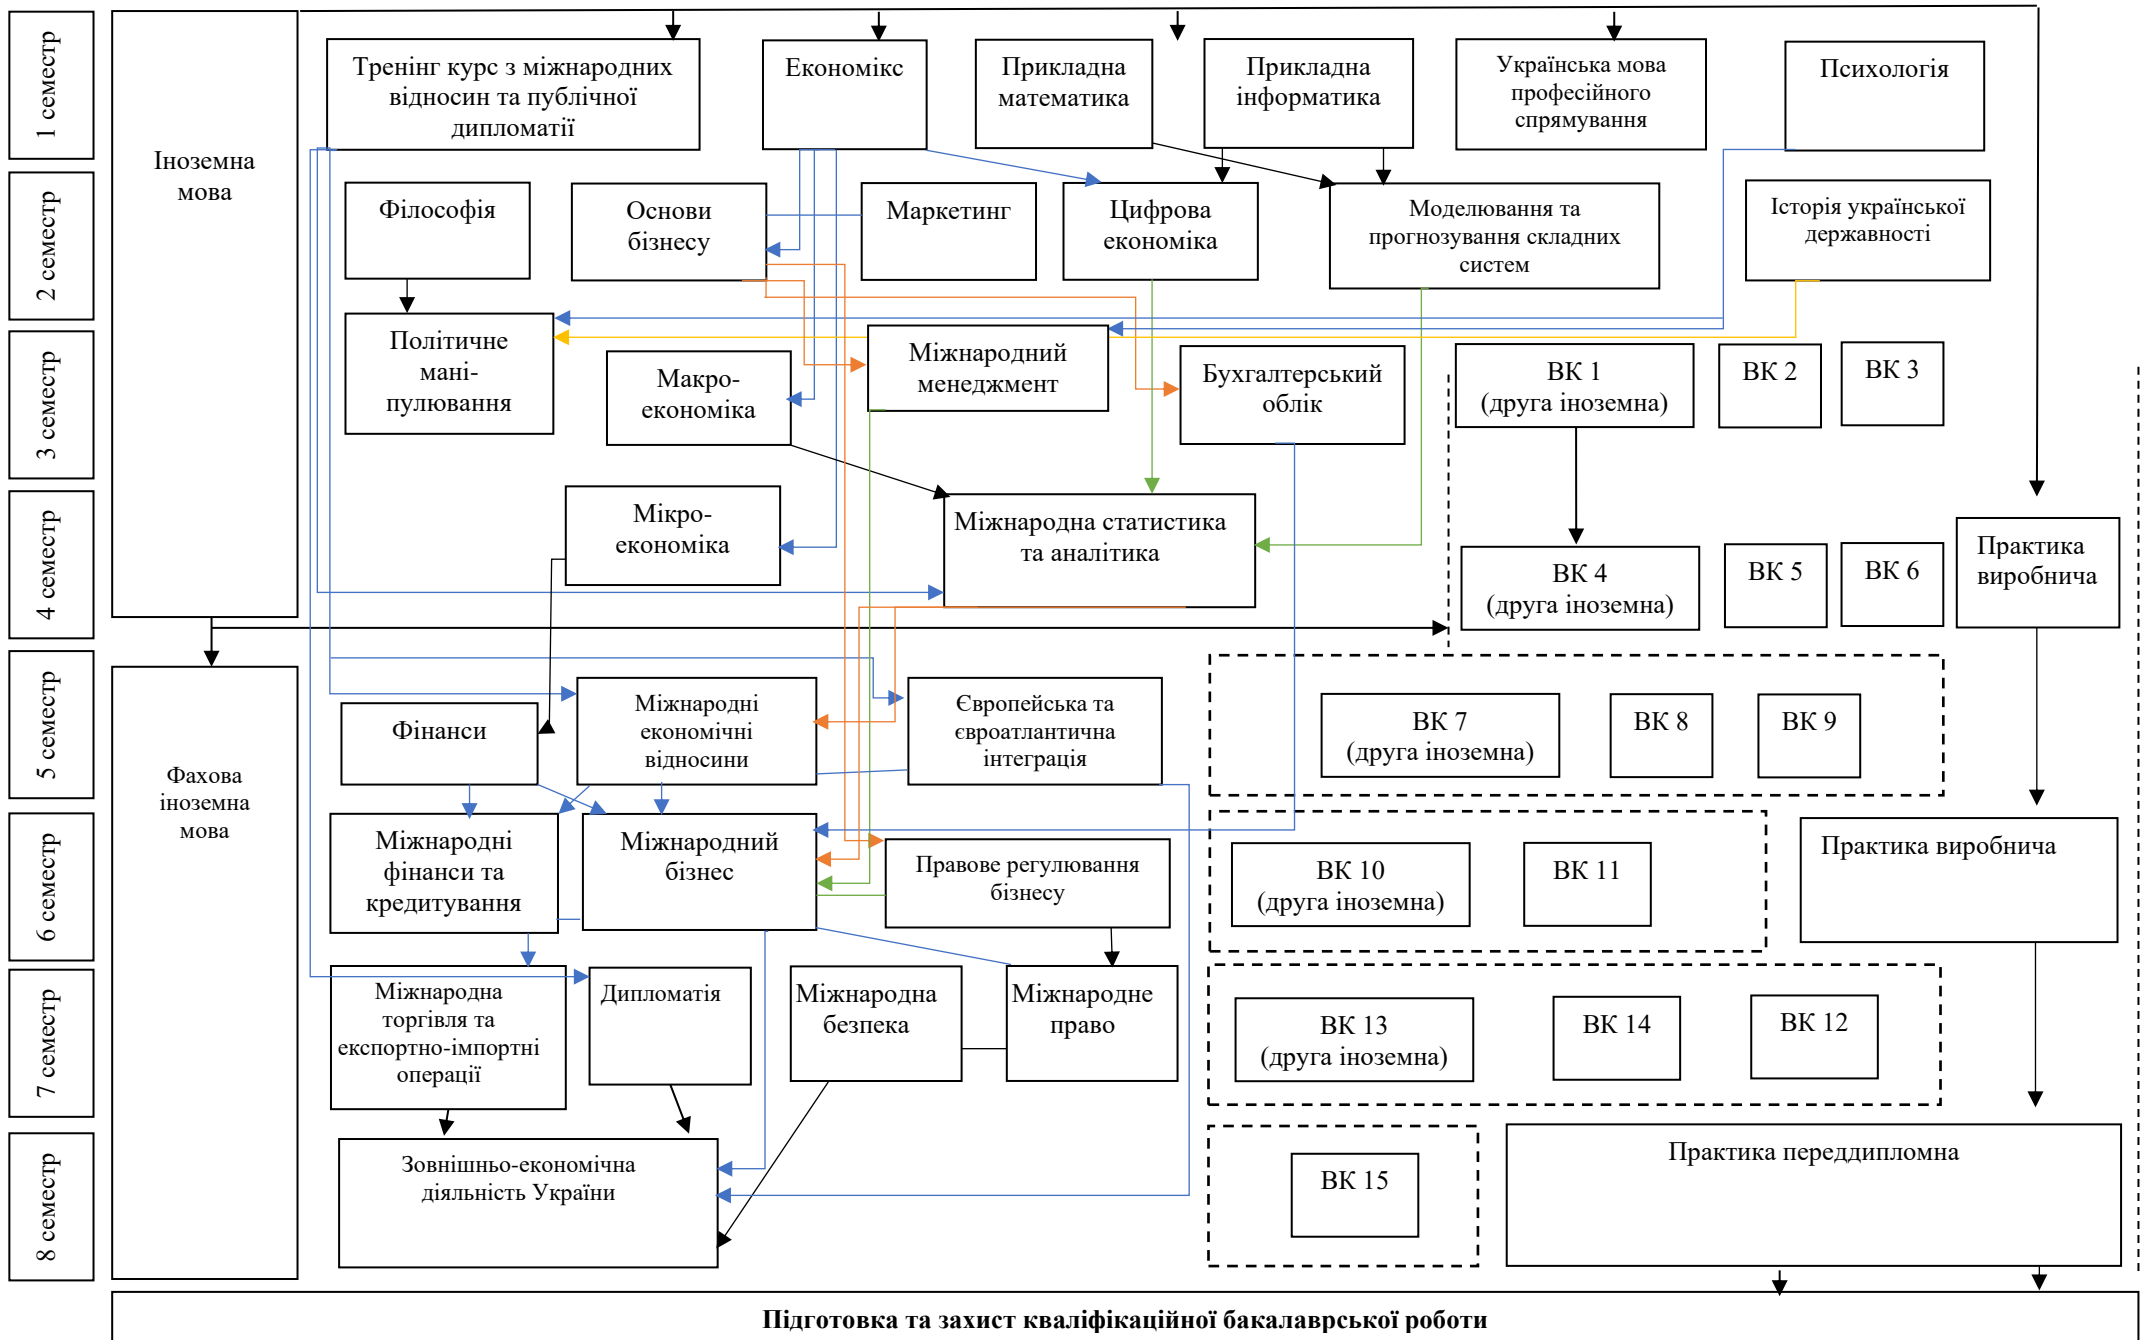 1 семестр
Іноземна
мова
Тренінг курс з міжнародних
відносин та публічної
дипломатії
Економікс
Прикладна
математика
Прикладна
інформатика
Українська мова
професійного
спрямування
Психологія
2 семестр
Філософія
Основи
бізнесу
Маркетинг
Цифрова
економіка
Моделювання та
прогнозування складних
систем
Історія української
державності
3 семестр
Політичне
мані-
пулювання
Макро-
економіка
Міжнародний
менеджмент
Бухгалтерський
облік
ВК 1
(друга іноземна)
ВК 2
ВК 3
4 семестр
Мікро-
економіка
Міжнародна статистика
та аналітика
ВК 4
(друга іноземна)
ВК 5
ВК 6
Практика
виробнича
5 семестр
Фахова
іноземна
мова
Фінанси
Міжнародні
економічні
відносини
Європейська та
євроатлантична
інтеграція
ВК 7
(друга іноземна)
ВК 8
ВК 9
6 семестр
Міжнародні
фінанси та
кредитування
Міжнародний
бізнес
Правове регулювання
бізнесу
ВК 10
(друга іноземна)
ВК 11
Практика виробнича
7 семестр
Міжнародна
торгівля та
експортно-імпортні
операції
Дипломатія
Міжнародна
безпека
Міжнародне
право
ВК 13
(друга іноземна)
ВК 14
ВК 12
8 семестр
Зовнішньо-економічна
діяльність України
ВК 15
Практика переддипломна
Підготовка та захист кваліфікаційної бакалаврської роботи